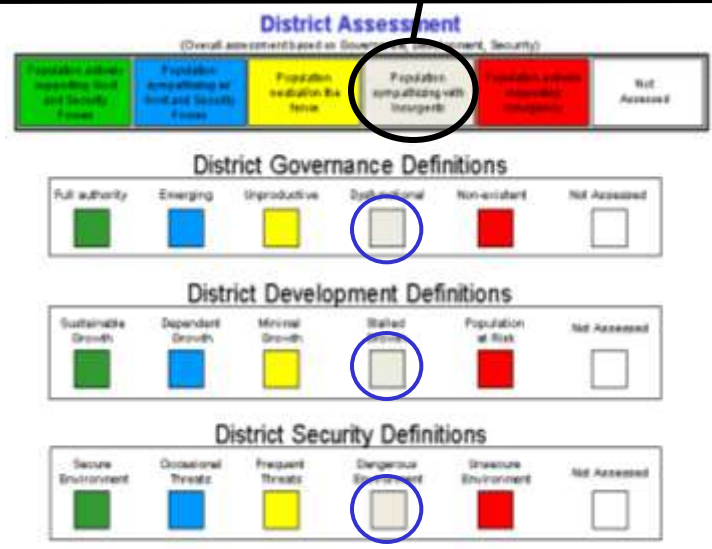 District Assessment
(Overall assessment based on Governance, Development, Security)
Population actively supporting Govt and Security Forces
Population sympathizing w/ Govt and Security Forces
Population neutral/on the fence
Population sympathizing with Insurgents
Population actively supporting
Not Assessed
District Governance Definitions
Full authority
Emerging
Unproductive
Dysfunctional
Non-existent
Not Assessed
District Development Definitions
Sustainable Growth
Dependent Growth
Minimal Growth
Stalled Growth
Population at Risk
Not Assessed
District Security Definitions
Secure Environment
Occasional Threats
Frequent Threats
Dangerous Environment
Unsecure Environment
Not Assessed